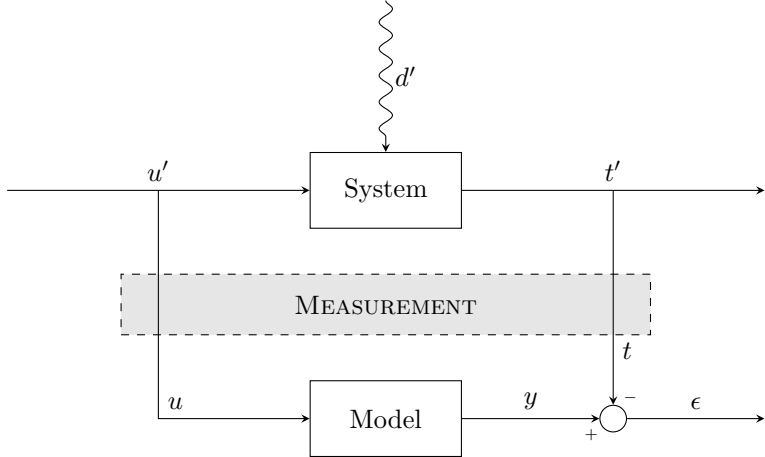 d′
u′
System
t′
MEASUREMENT
t
u
Model
y
−
+
ϵ